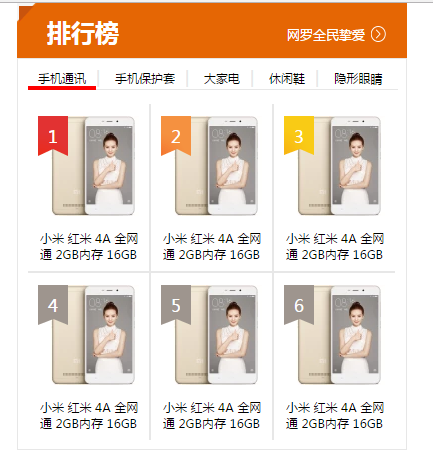 排行榜
网罗全民挚爱
手机通讯 手机保护套 大家电 休闲鞋 隐形眼睛
1 2 3
小米 红米 4A 全网 小米 红米 4A 全网 小米 红米 4A 全网
通 2GB内存 16GB 通 2GB内存 16GB 通 2GB内存 16GB
4 5 6
小米 红米 4A 全网 小米 红米 4A 全网 小米 红米 4A 全网
通 2GB内存 16GB 通 2GB内存 16GB 通 2GB内存 16GB